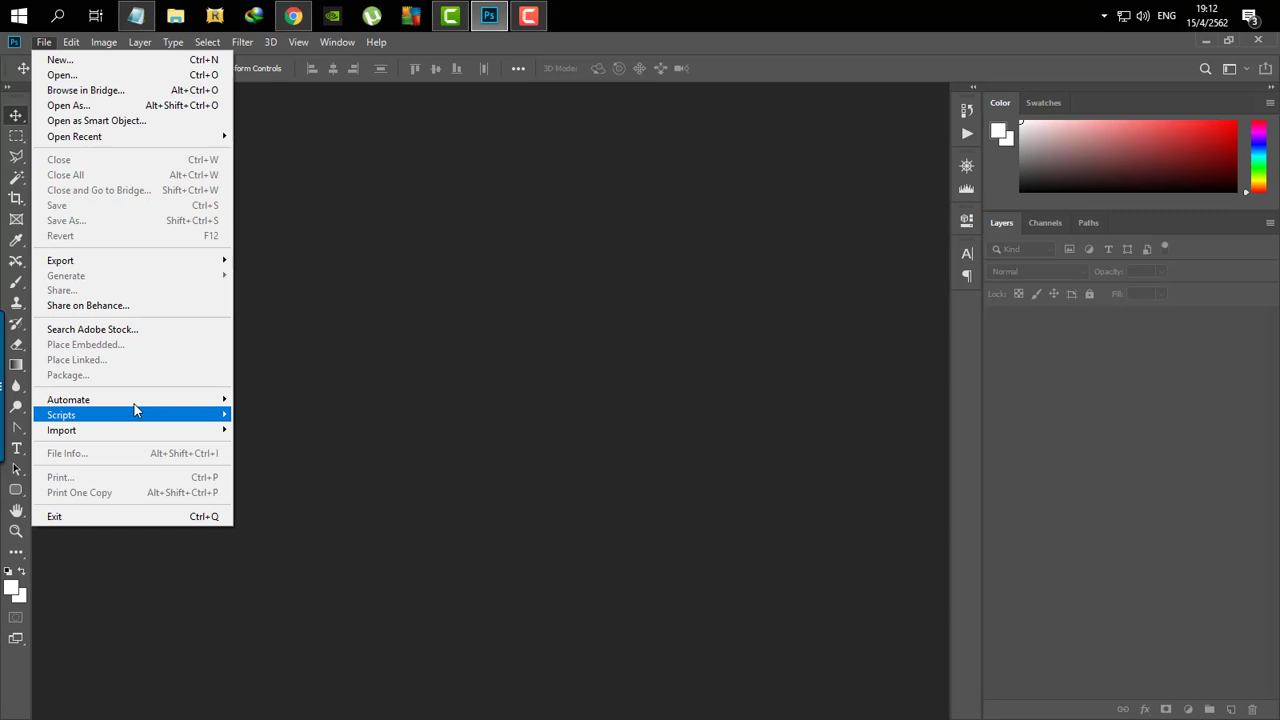 19:12
ENG
15/4/2562
3
Ps
File Edit Image Layer Type Select Filter 3D View Window Help
form Controls
3D Mode:
New... Ctrl+N
Open... Ctrl+O
Browse in Bridge... Alt+Ctrl+O
Open As... Alt+Shift+Ctrl+O
Open as Smart Object...
Open Recent
Close Ctrl+W
Close All Alt+Ctrl+W
Close and Go to Bridge... Shift+Ctrl+W
Save Ctrl+S
Save As... Shift+Ctrl+S
Revert F12
Export
Generate
Share...
Share on Behance...
Search Adobe Stock...
Place Embedded...
Place Linked...
Package...
Automate
Scripts
Import
File Info... Alt+Shift+Ctrl+I
Print... Ctrl+P
Print One Copy Alt+Shift+Ctrl+P
Exit Ctrl+Q
Color Swatches
Layers Channels Paths
Kind
Normal Opacity:
Lock: Fill: